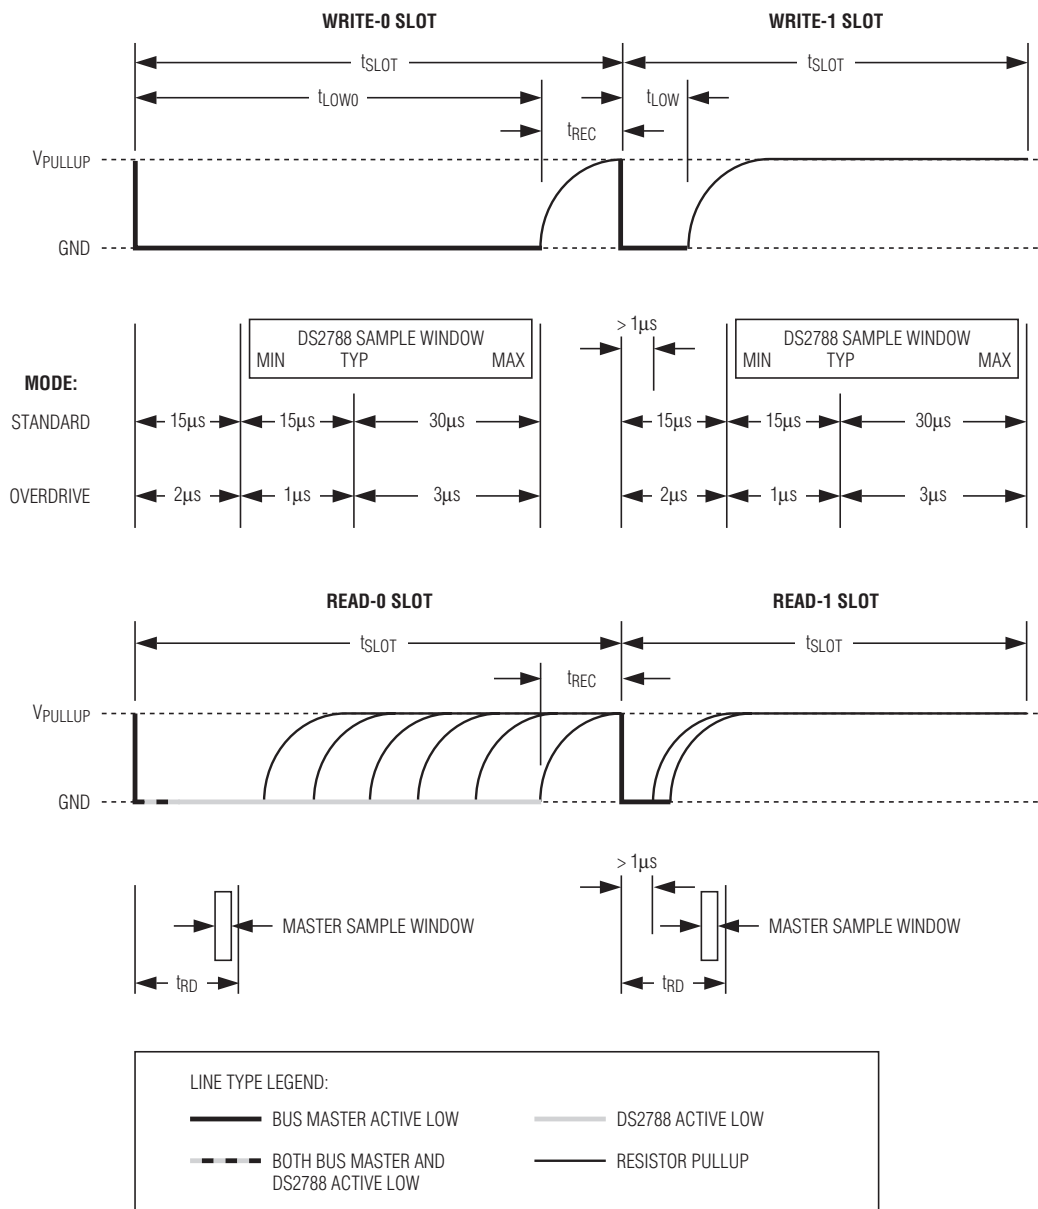 WRITE-0 SLOT WRITE-1 SLOT
tSLOT tSLOT
tLOW0 tLOW
tREC
VPULLUP
GND
> 1μs
DS2788 SAMPLE WINDOW DS2788 SAMPLE WINDOW
MIN TYP MAX MIN TYP MAX
MODE:
STANDARD 15μs 15μs 30μs 15μs 15μs 30μs
OVERDRIVE 2μs 1μs 3μs 2μs 1μs 3μs
READ-0 SLOT READ-1 SLOT
tSLOT tSLOT
tREC
VPULLUP
GND
> 1μs
MASTER SAMPLE WINDOW MASTER SAMPLE WINDOW
tRD tRD
LINE TYPE LEGEND:
BUS MASTER ACTIVE LOW DS2788 ACTIVE LOW
BOTH BUS MASTER AND RESISTOR PULLUP
DS2788 ACTIVE LOW